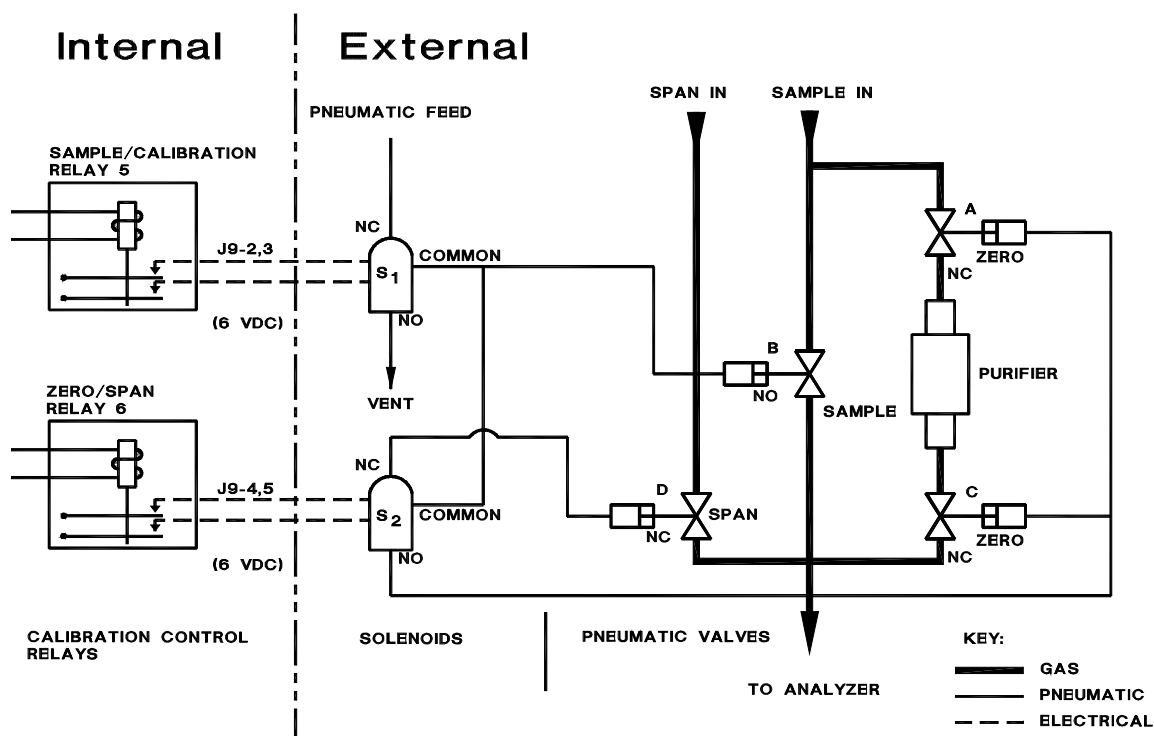 Internal
External
PNEUMATIC FEED
SPAN IN
SAMPLE IN
SAMPLE/CALIBRATION
RELAY 5
NC
COMMON
J9-2,3
S1
(6 VDC)
NO
VENT
A
ZERO
NC
B
NO
SAMPLE
PURIFIER
ZERO/SPAN
RELAY 6
NC
J9-4,5
S2
COMMON
(6 VDC)
NO
D
NC
SPAN
C
ZERO
NC
CALIBRATION CONTROL
RELAYS
SOLENOIDS
PNEUMATIC VALVES
TO ANALYZER
KEY:
GAS
PNEUMATIC
ELECTRICAL